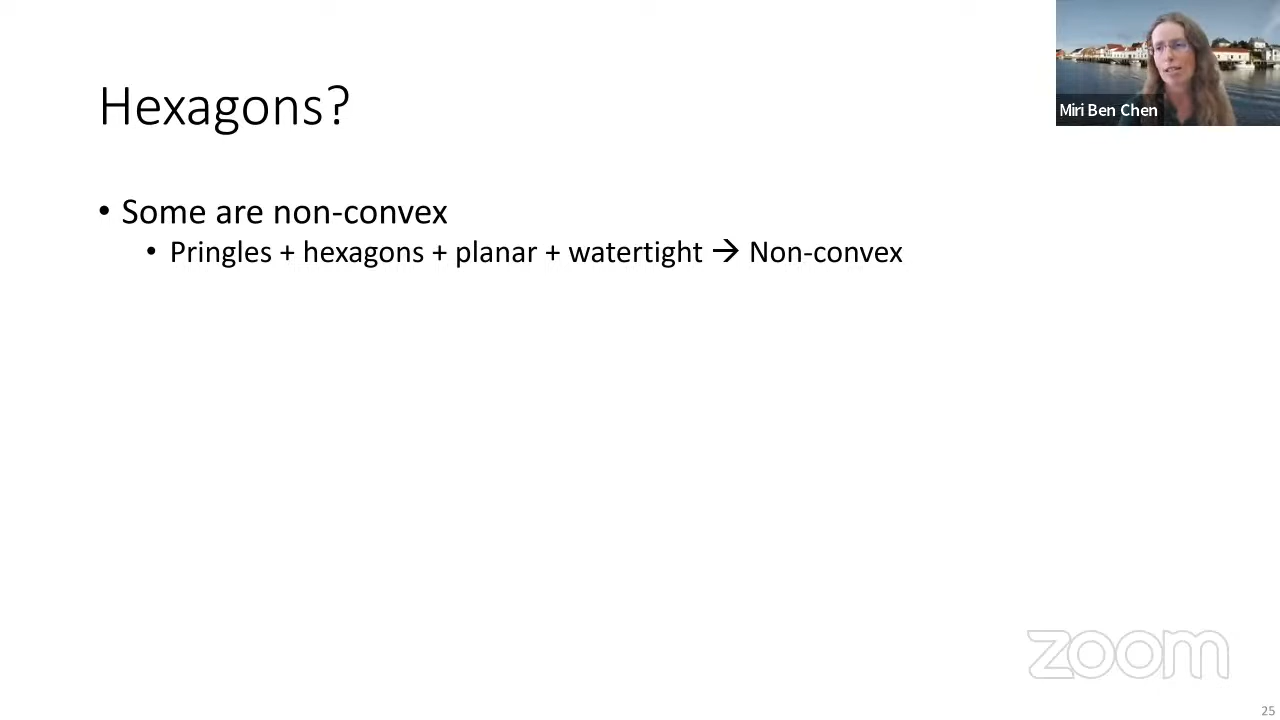 Hexagons?
Miri Ben Chen
• Some are non-convex
• Pringles + hexagons + planar + watertight → Non-convex
zoom
25